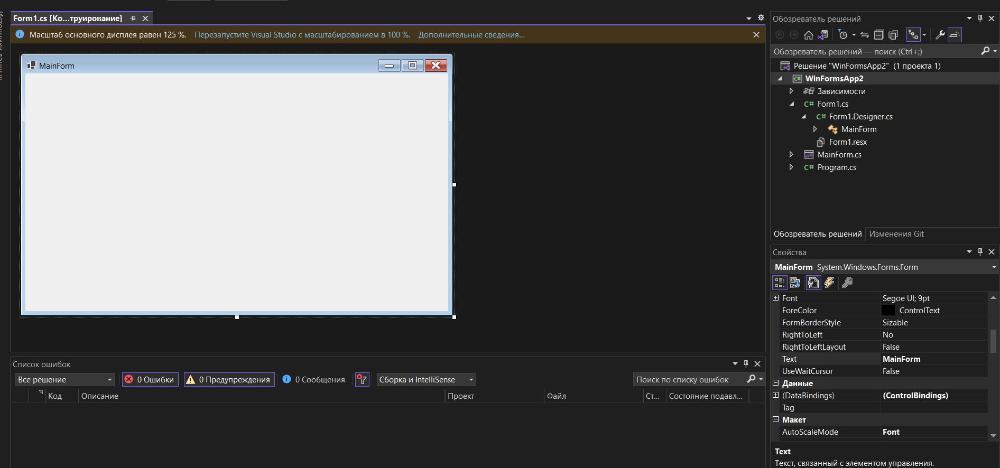 Form1.cs [Ко...труирование]
Масштаб основного дисплея равен 125 %. Перезапустите Visual Studio с масштабированием в 100 %. Дополнительные сведения...
MainForm
Список ошибок
Все решение 0 Ошибки 0 Предупреждения 0 Сообщения Сборка и IntelliSense Поиск по списку ошибок
Код Описание Проект Файл Ст... Состояние подавл...
Обозреватель решений
Обозреватель решений — поиск (Ctrl+;)
Решение "WinFormsApp2" (1 проекта 1)
WinFormsApp2
Зависимости
C# Form1.cs
C# Form1.Designer.cs
MainForm
Form1.resx
MainForm.cs
C# Program.cs
Обозреватель решений Изменения Git
Свойства
MainForm System.Windows.Forms.Form
Font Segoe UI; 9pt
ForeColor ControlText
FormBorderStyle Sizable
RightToLeft No
RightToLeftLayout False
Text MainForm
UseWaitCursor False
Данные
(DataBindings) (ControlBindings)
Tag
Макет
AutoScaleMode Font
Text
Текст, связанный с элементом управления.